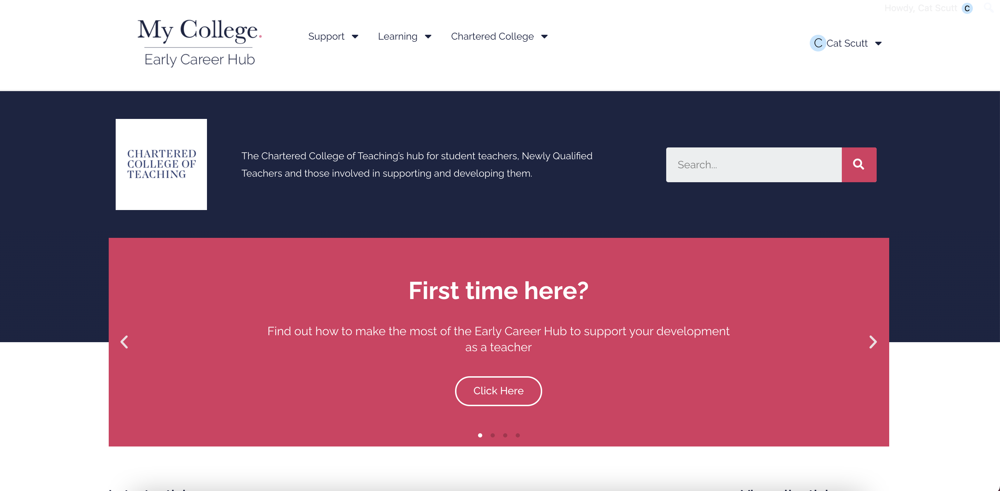 Howdy, Cat Scutt C
My College.
Early Career Hub
Support
Learning
Chartered College
C Cat Scutt
CHARTERED
COLLEGE OF
TEACHING
The Chartered College of Teaching’s hub for student teachers, Newly Qualified
Teachers and those involved in supporting and developing them.
Search...
First time here?
Find out how to make the most of the Early Career Hub to support your development
as a teacher
Click Here